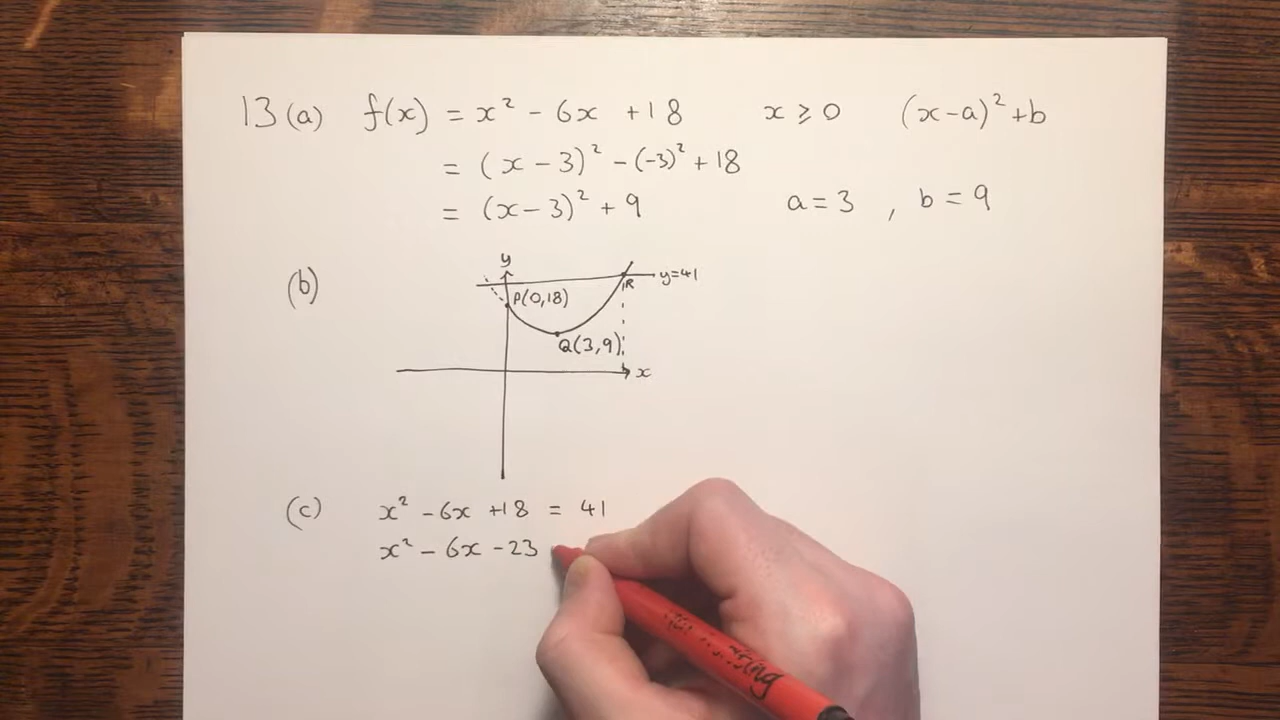 13 (a) f(x) = x² - 6x + 18 x ≥ 0 (x-a)² + b
= (x - 3)² - (-3)² + 18
= (x - 3)² + 9 a = 3 , b = 9
(b)
y
y=41
R
P(0,18)
Q(3,9)
x
(c) x² - 6x + 18 = 41
x² - 6x - 23